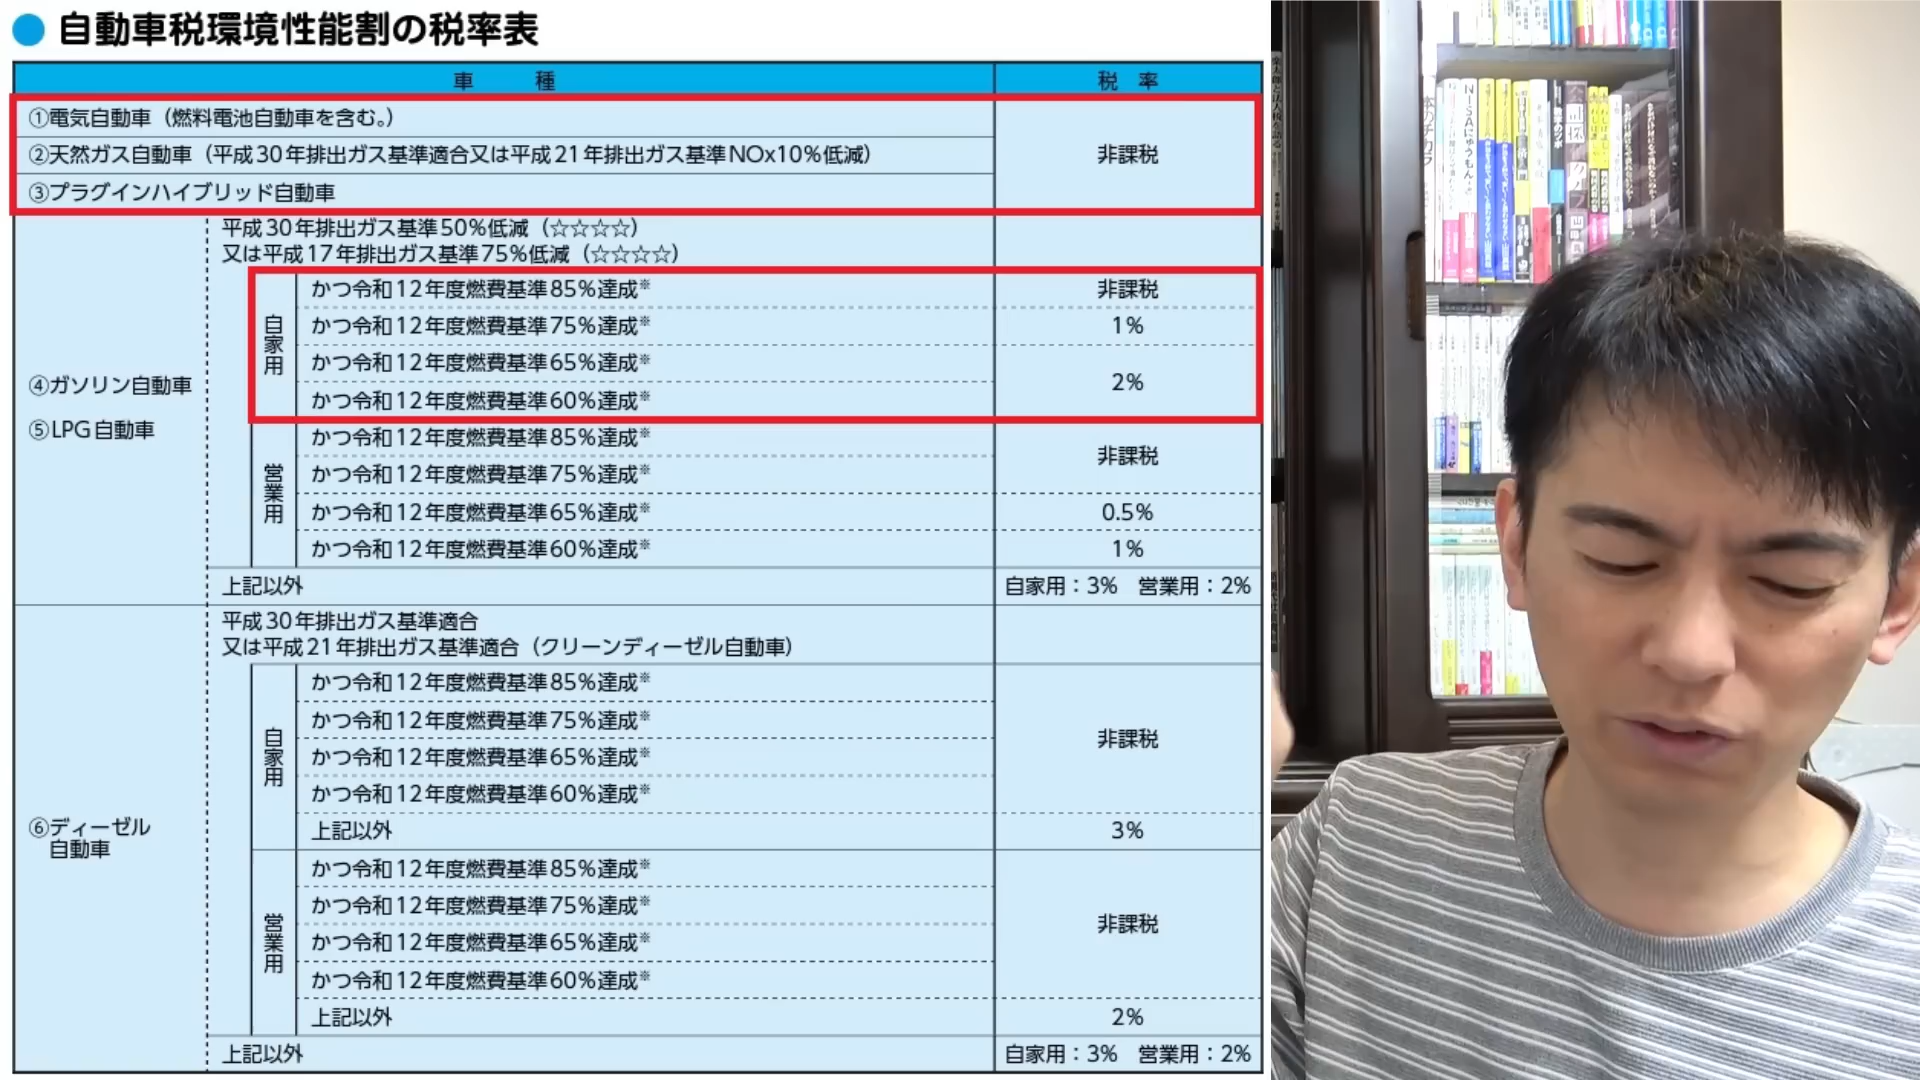 自動車税環境性能割の税率表
車　種　税　率
①電気自動車（燃料電池自動車を含む。）
②天然ガス自動車（平成30年排出ガス基準適合又は平成21年排出ガス基準NOx10%低減）
非課税
③プラグインハイブリッド自動車
④ガソリン自動車
⑤LPG自動車
平成30年排出ガス基準50%低減（☆☆☆☆）
又は平成17年排出ガス基準75%低減（☆☆☆☆）
自家用
かつ令和12年度燃費基準85%達成※　非課税
かつ令和12年度燃費基準75%達成※　1%
かつ令和12年度燃費基準65%達成※
2%
かつ令和12年度燃費基準60%達成※
営業用
かつ令和12年度燃費基準85%達成※
非課税
かつ令和12年度燃費基準75%達成※
かつ令和12年度燃費基準65%達成※　0.5%
かつ令和12年度燃費基準60%達成※　1%
上記以外　自家用：3%　営業用：2%
⑥ディーゼル
自動車
平成30年排出ガス基準適合
又は平成21年排出ガス基準適合（クリーンディーゼル自動車）
自家用
かつ令和12年度燃費基準85%達成※
かつ令和12年度燃費基準75%達成※
非課税
かつ令和12年度燃費基準65%達成※
かつ令和12年度燃費基準60%達成※
上記以外　3%
営業用
かつ令和12年度燃費基準85%達成※
かつ令和12年度燃費基準75%達成※
非課税
かつ令和12年度燃費基準65%達成※
かつ令和12年度燃費基準60%達成※
上記以外　2%
上記以外　自家用：3%　営業用：2%